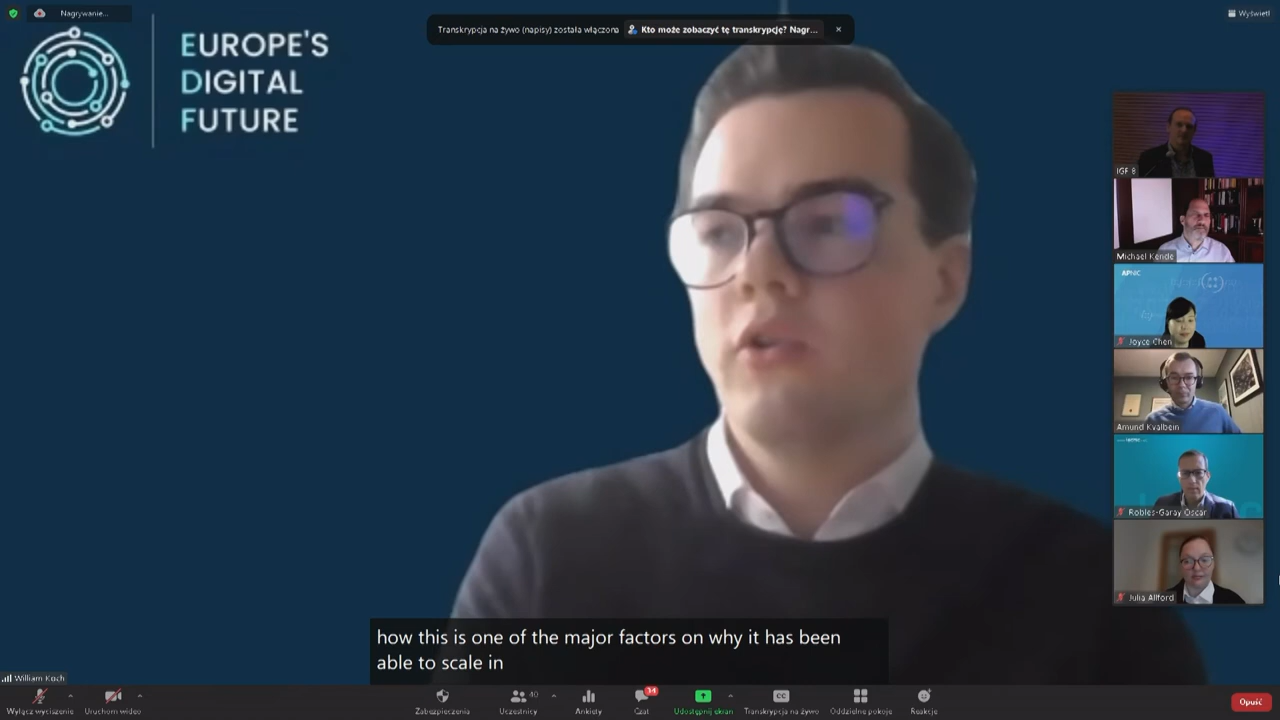 Nagrywanie...
Transkrypcja na żywo (napisy) została włączona
Kto może zobaczyć tę transkrypcję? Nagr...
Wyświetl
EUROPE'S
DIGITAL
FUTURE
IGF 8
Michael Kende
APNIC
Joyce Chen
Amund Kvalbein
Robles-Garay Oscar
Julia Allford
how this is one of the major factors on why it has been
able to scale in
William Koch
Wyłącz wyciszenie
Uruchom wideo
Zabezpieczenia
Uczestnicy
40
Ankiety
Czat
34
Udostępnij ekran
CC
Transkrypcja na żywo
Oddzielne pokoje
Reakcje
Opuść